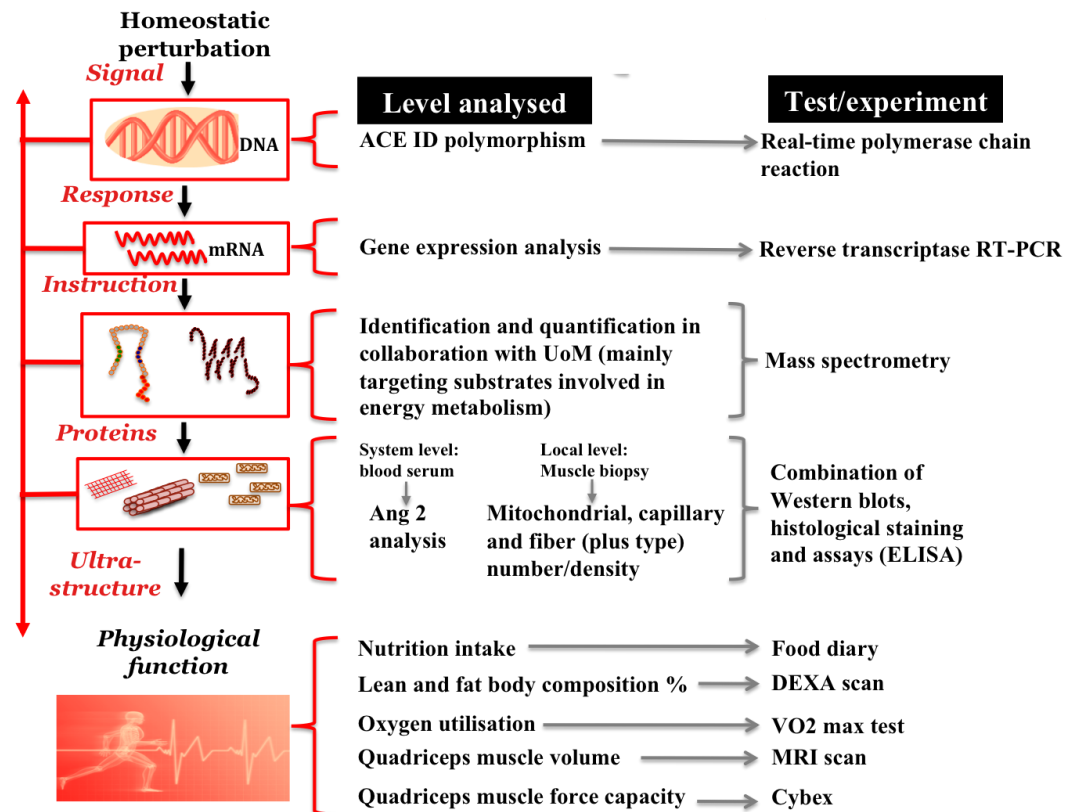 Homeostatic
perturbation
Signal
Level analysed
Test/experiment
DNA
ACE ID polymorphism
Real-time polymerase chain
reaction
Response
mRNA
Gene expression analysis
Reverse transcriptase RT-PCR
Instruction
Identification and quantification in
collaboration with UoM (mainly
targeting substrates involved in
energy metabolism)
Mass spectrometry
Proteins
System level:
blood serum
Local level:
Muscle biopsy
Ang 2
analysis
Mitochondrial, capillary
and fiber (plus type)
number/density
Combination of
Western blots,
histological staining
and assays (ELISA)
Ultra-
structure
Physiological
function
Nutrition intake
Food diary
Lean and fat body composition %
DEXA scan
Oxygen utilisation
VO2 max test
Quadriceps muscle volume
MRI scan
Quadriceps muscle force capacity
Cybex